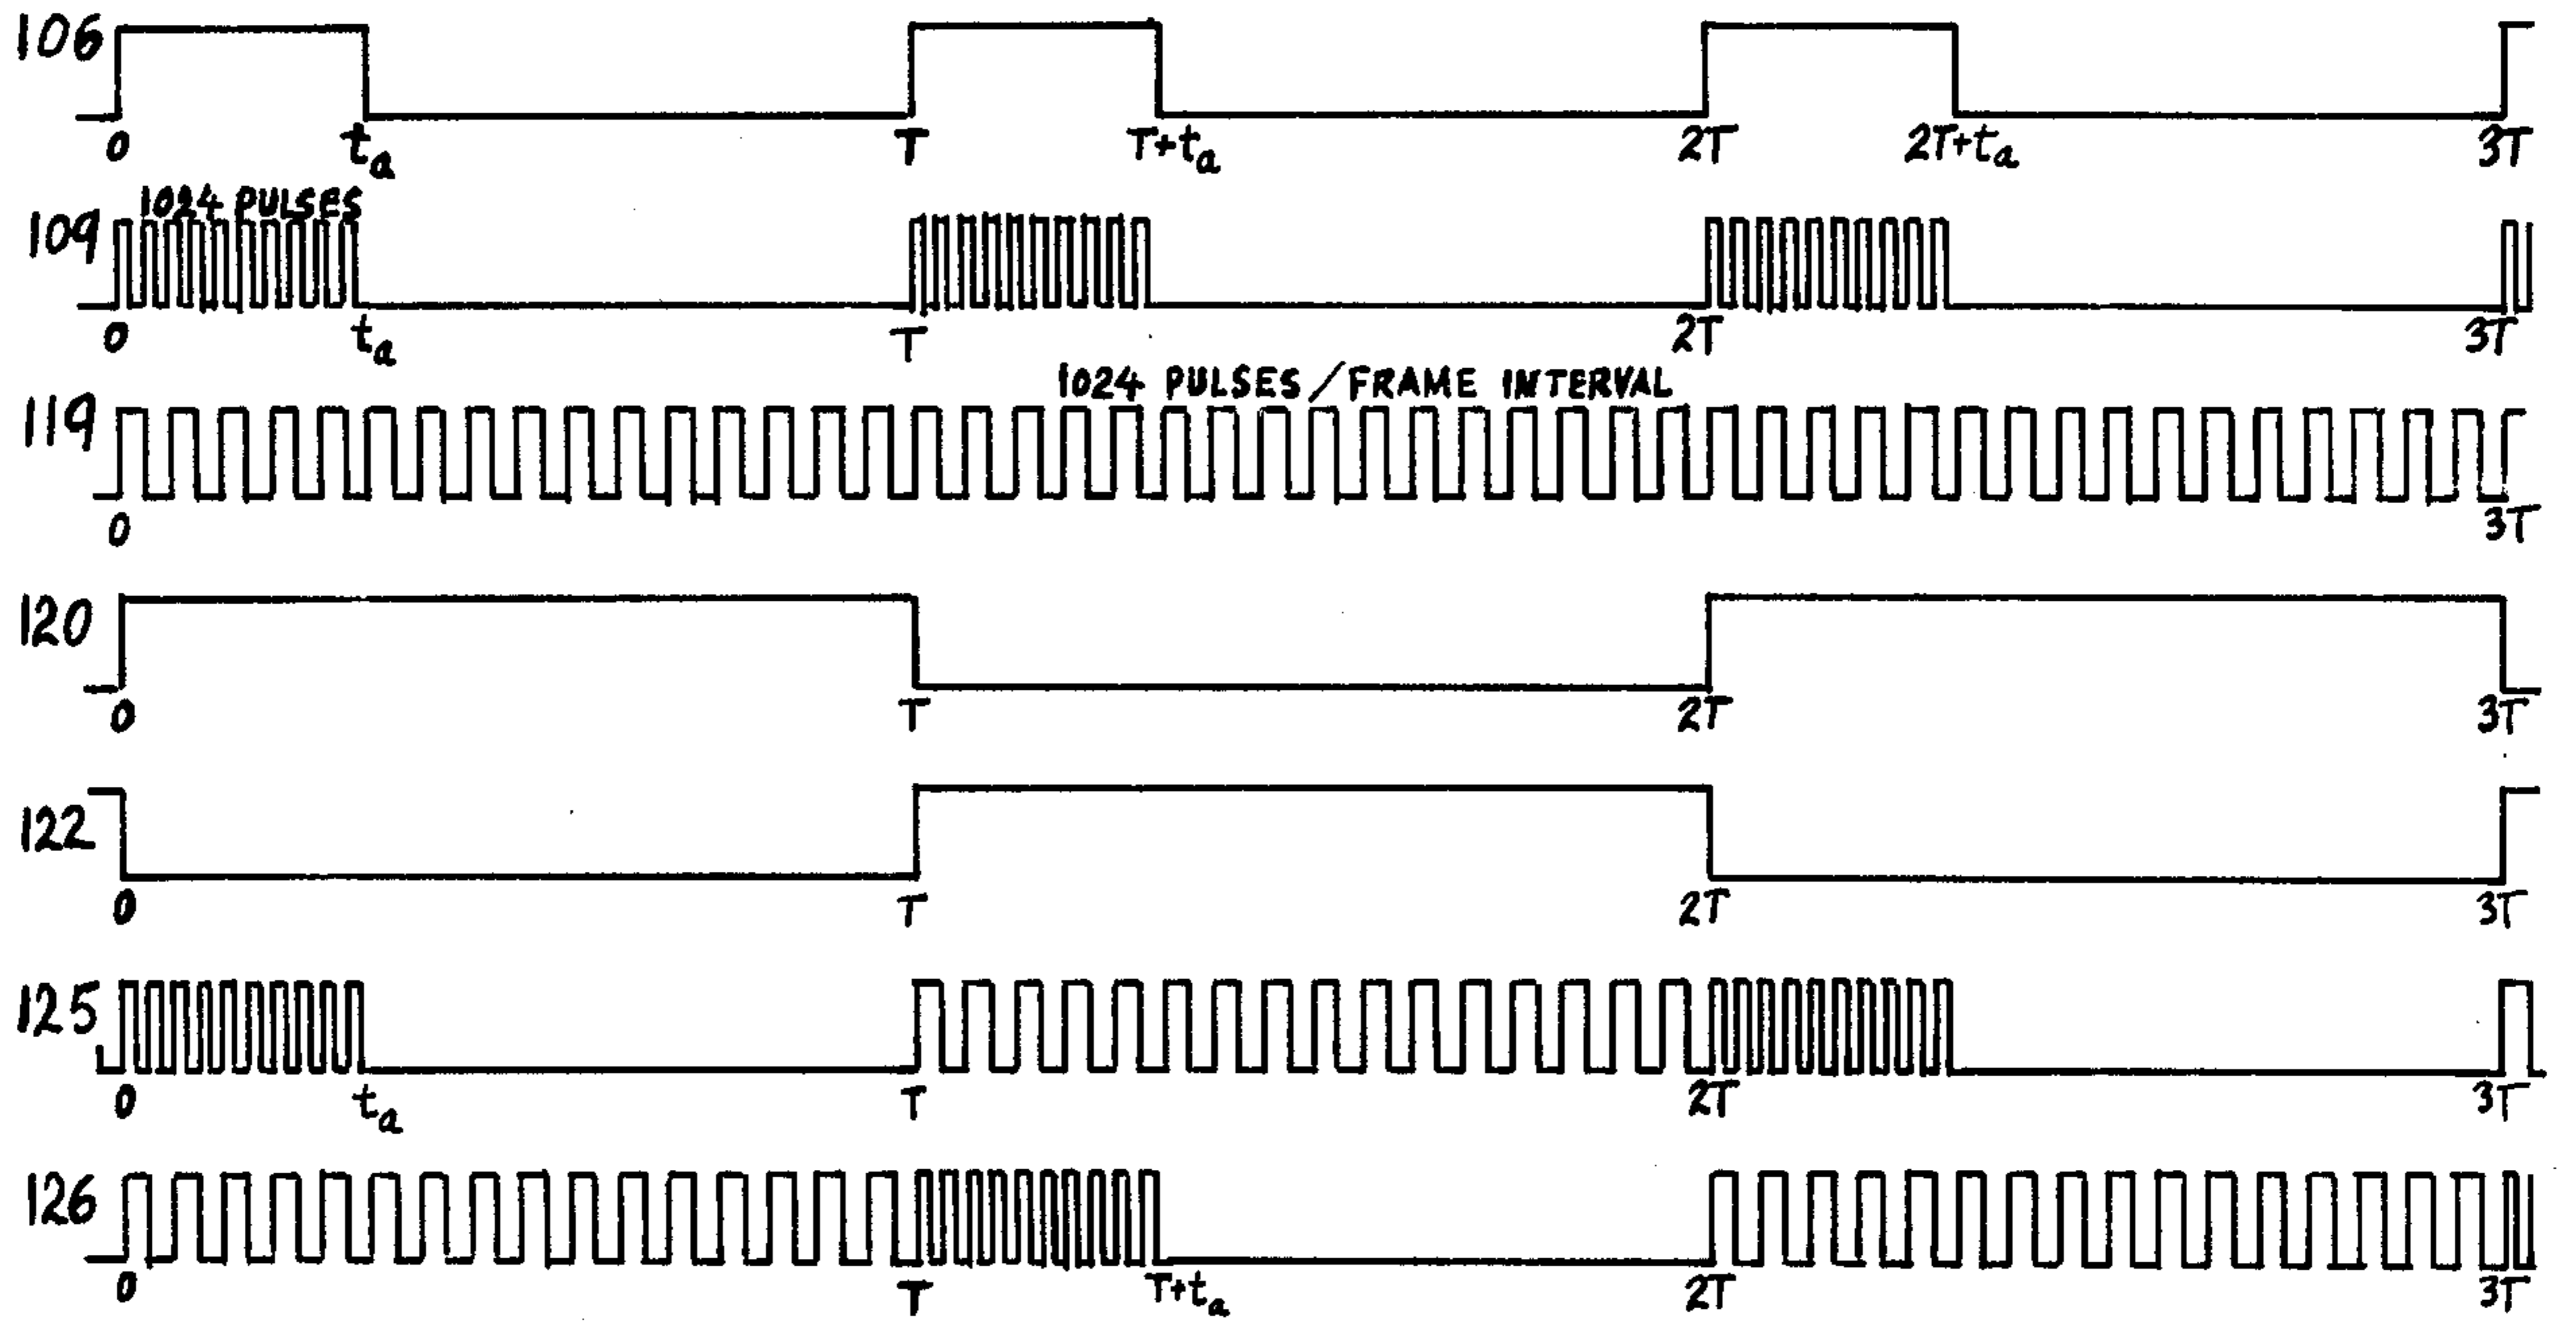 106
0 tₐ T T+tₐ 2T 2T+tₐ 3T
1024 PULSES
109
0 tₐ T 2T 3T
1024 PULSES/FRAME INTERVAL
119
0 3T
120
0 T 2T 3T
122
0 T 2T 3T
125
0 tₐ T 2T 3T
126
0 T T+tₐ 2T 3T